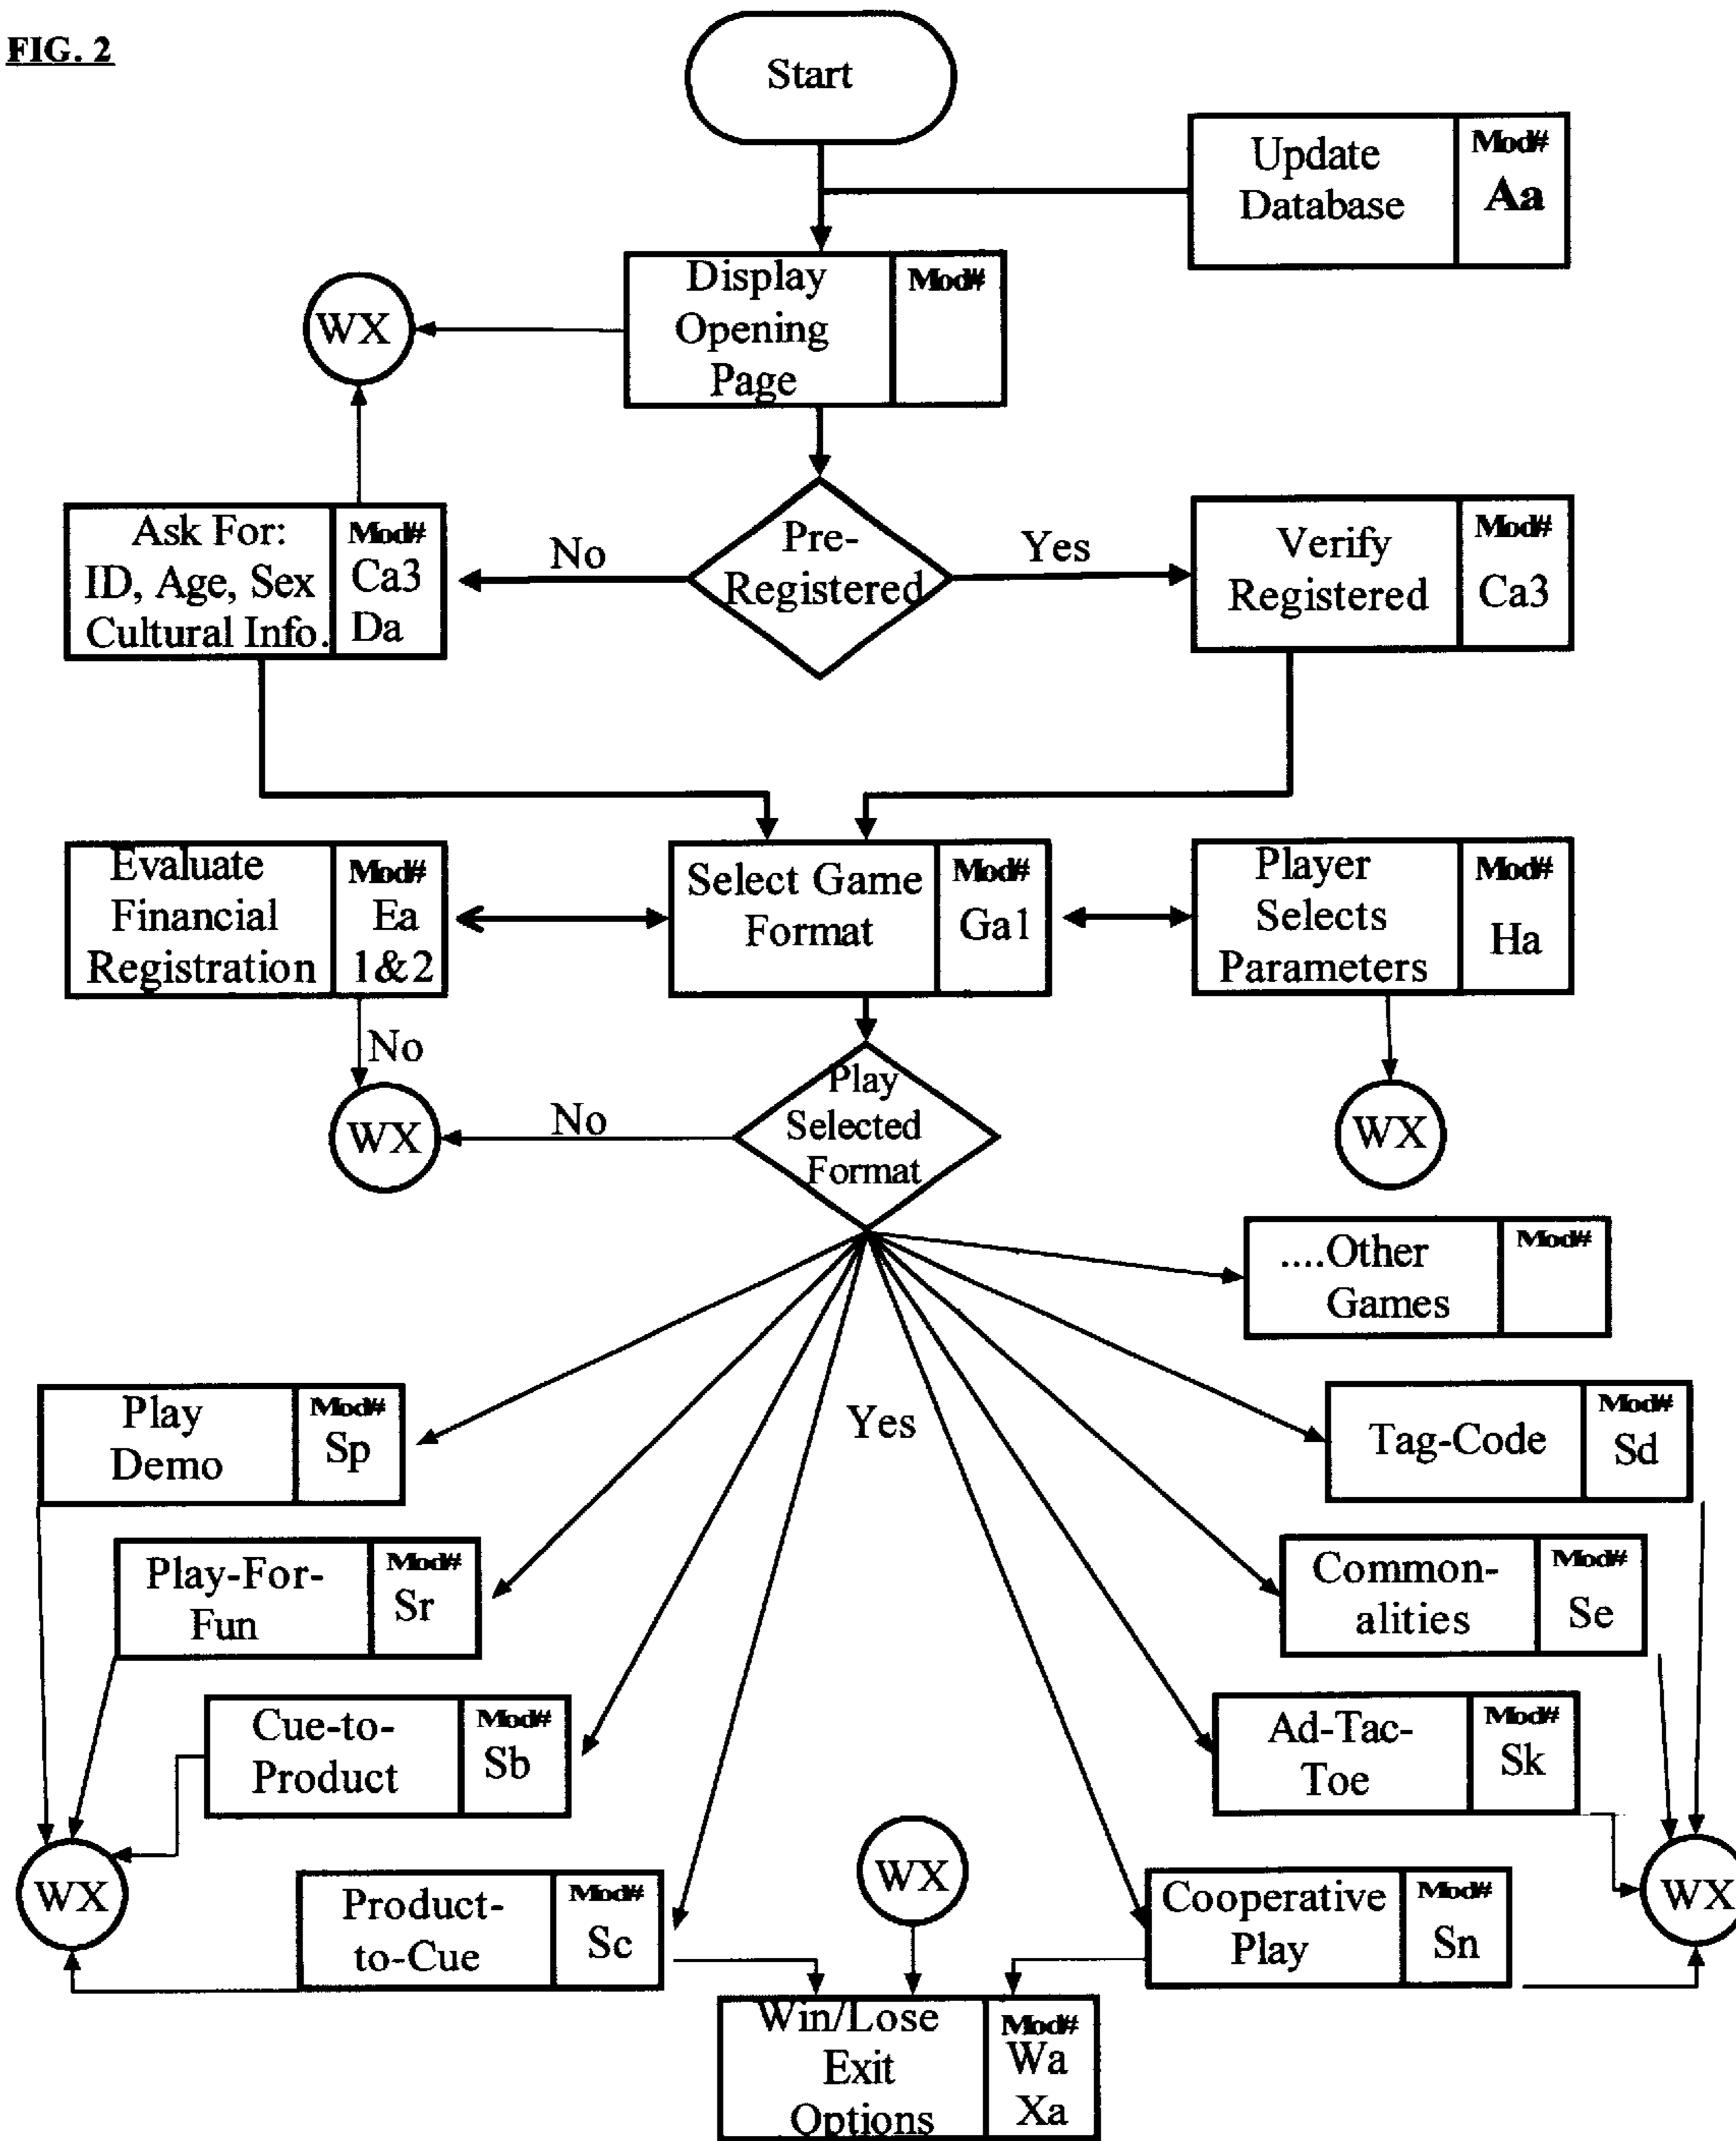 FIG. 2
Start
Update
Database
Mod#
Aa
Display
Opening
Page
Mod#
WX
Ask For:
ID, Age, Sex
Cultural Info.
Mod#
Ca3
Da
No
Pre-
Registered
Yes
Verify
Registered
Mod#
Ca3
Evaluate
Financial
Registration
Mod#
Ea
1&2
Select Game
Format
Mod#
Ga1
Player
Selects
Parameters
Mod#
Ha
No
WX
No
Play
Selected
Format
WX
....Other
Games
Mod#
Play
Demo
Mod#
Sp
Yes
Tag-Code
Mod#
Sd
Play-For-
Fun
Mod#
Sr
Common-
alities
Mod#
Se
Cue-to-
Product
Mod#
Sb
Ad-Tac-
Toe
Mod#
Sk
WX
Product-
to-Cue
Mod#
Sc
WX
Cooperative
Play
Mod#
Sn
WX
Win/Lose
Exit
Options
Mod#
Wa
Xa